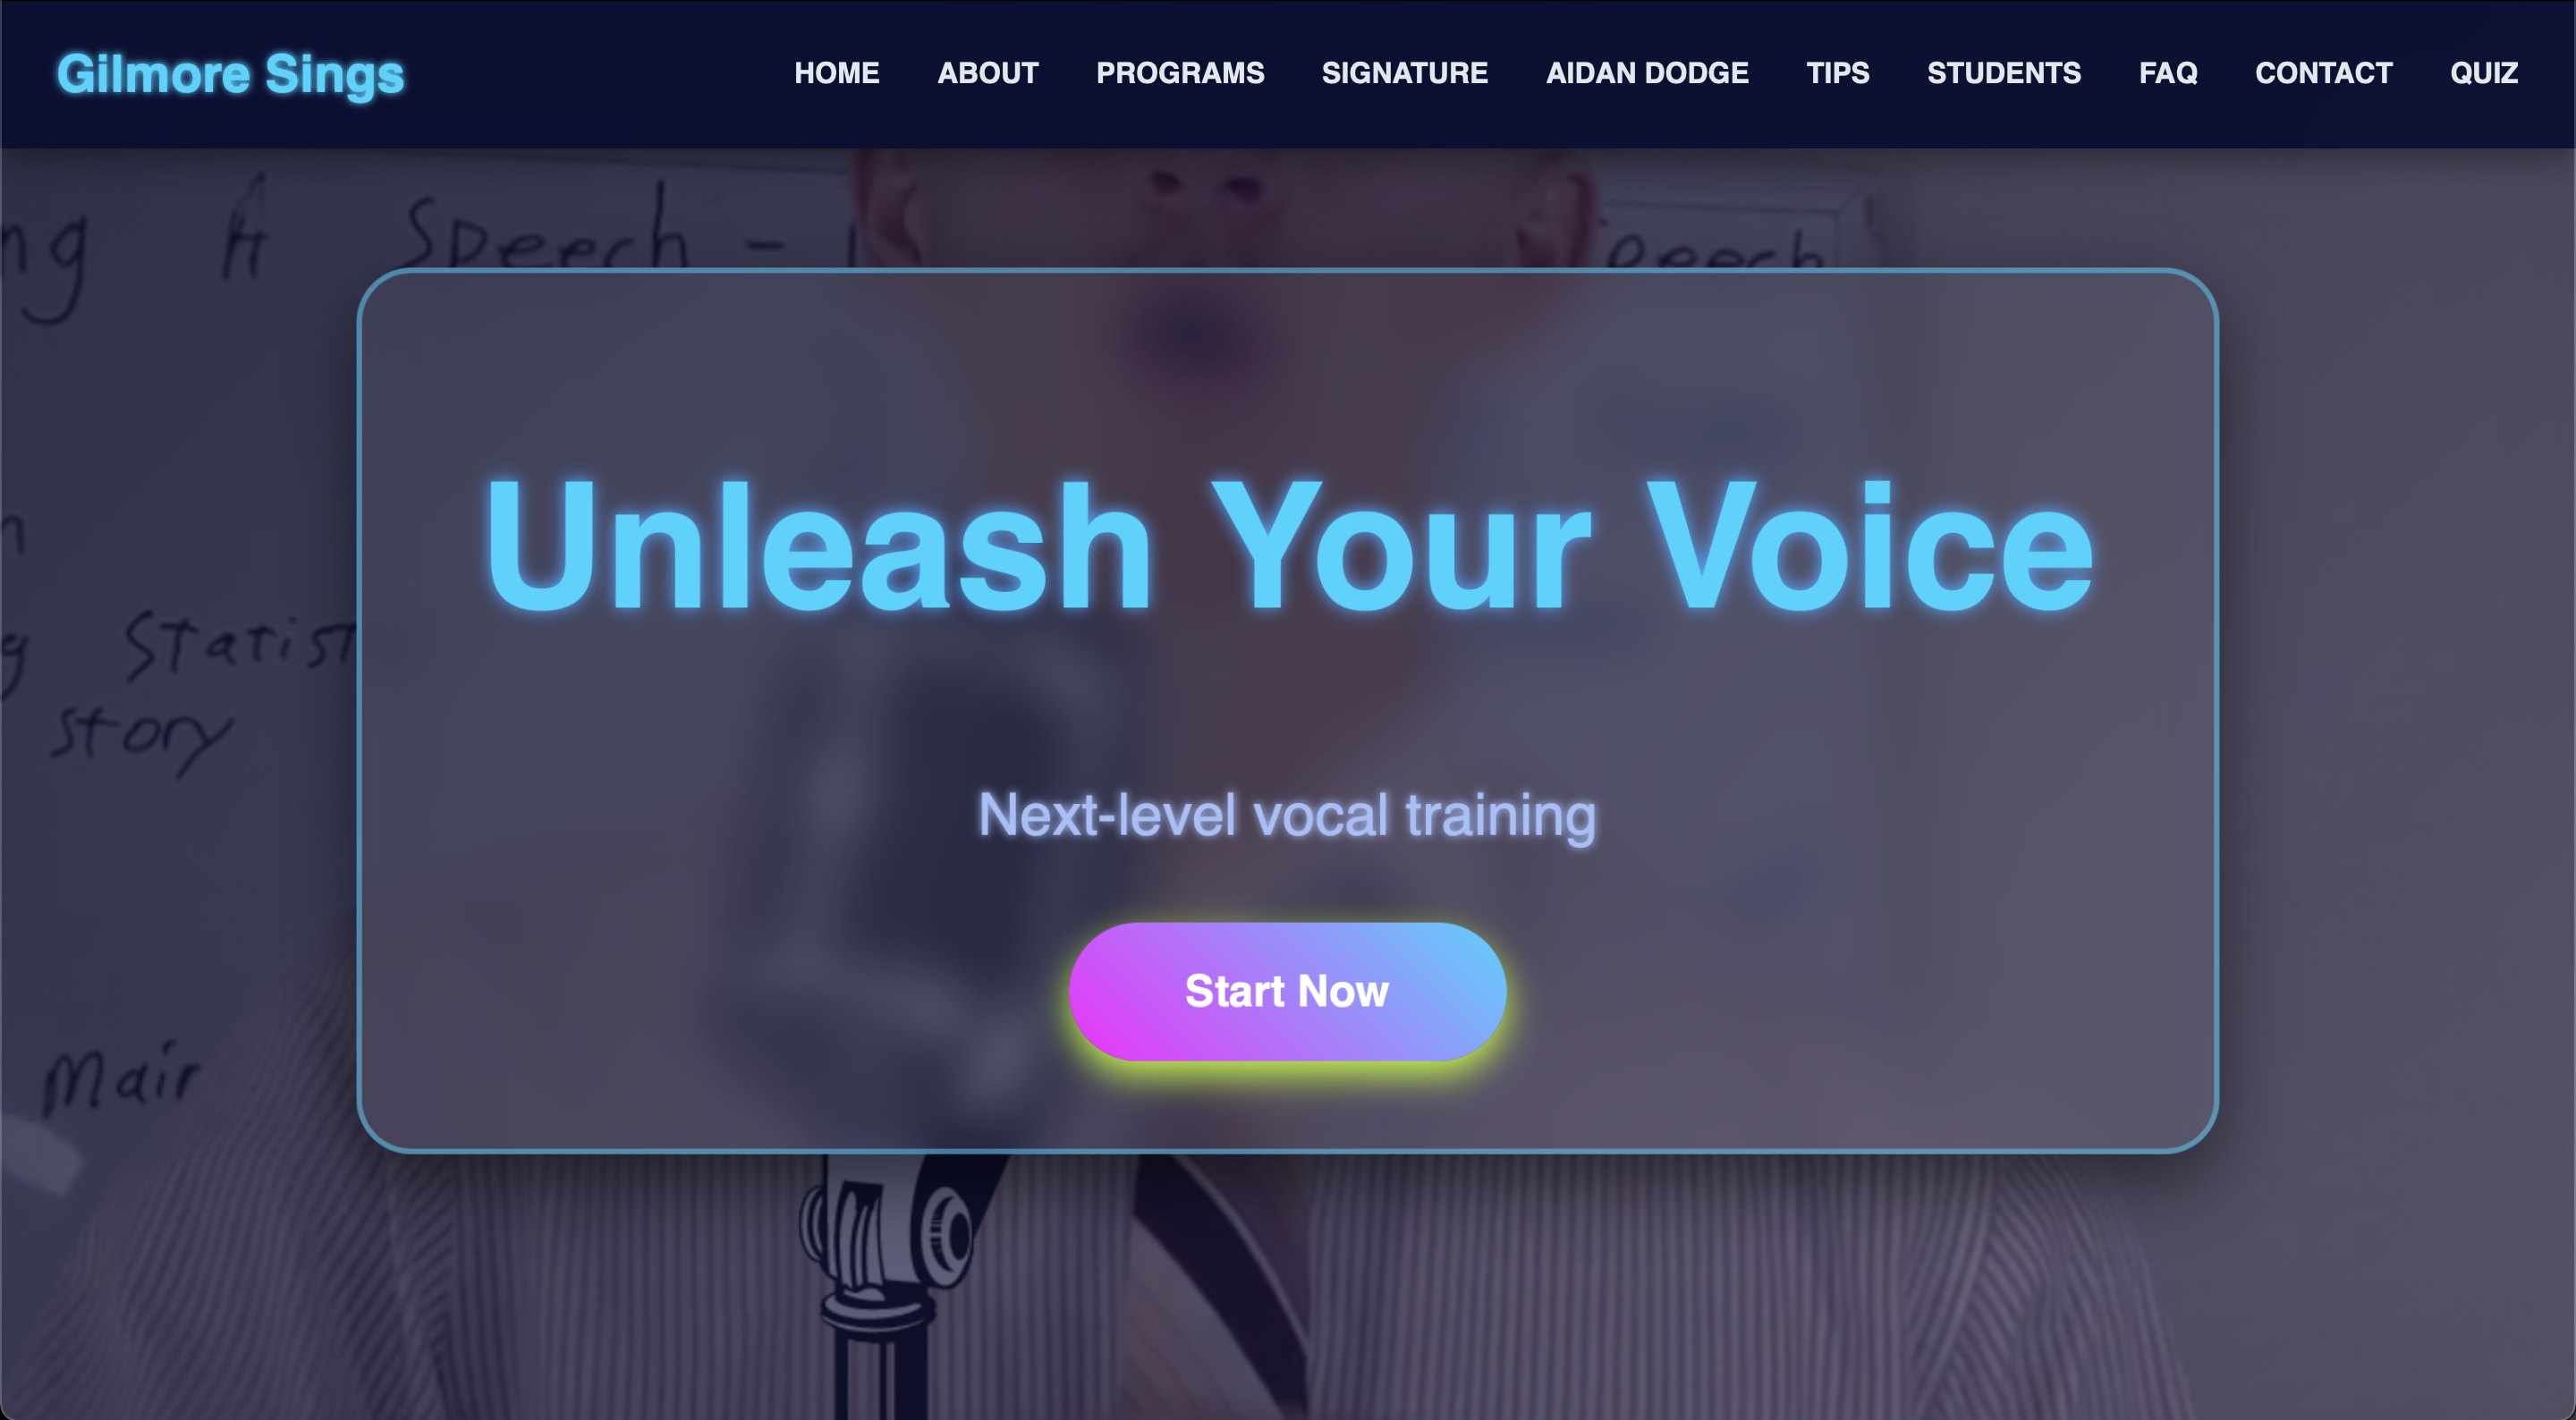 Gilmore Sings
HOME ABOUT PROGRAMS SIGNATURE AIDAN DODGE TIPS STUDENTS FAQ CONTACT QUIZ
ng A Speech -
peech
Unleash Your Voice
Statist
story
Next-level vocal training
Start Now
Mair